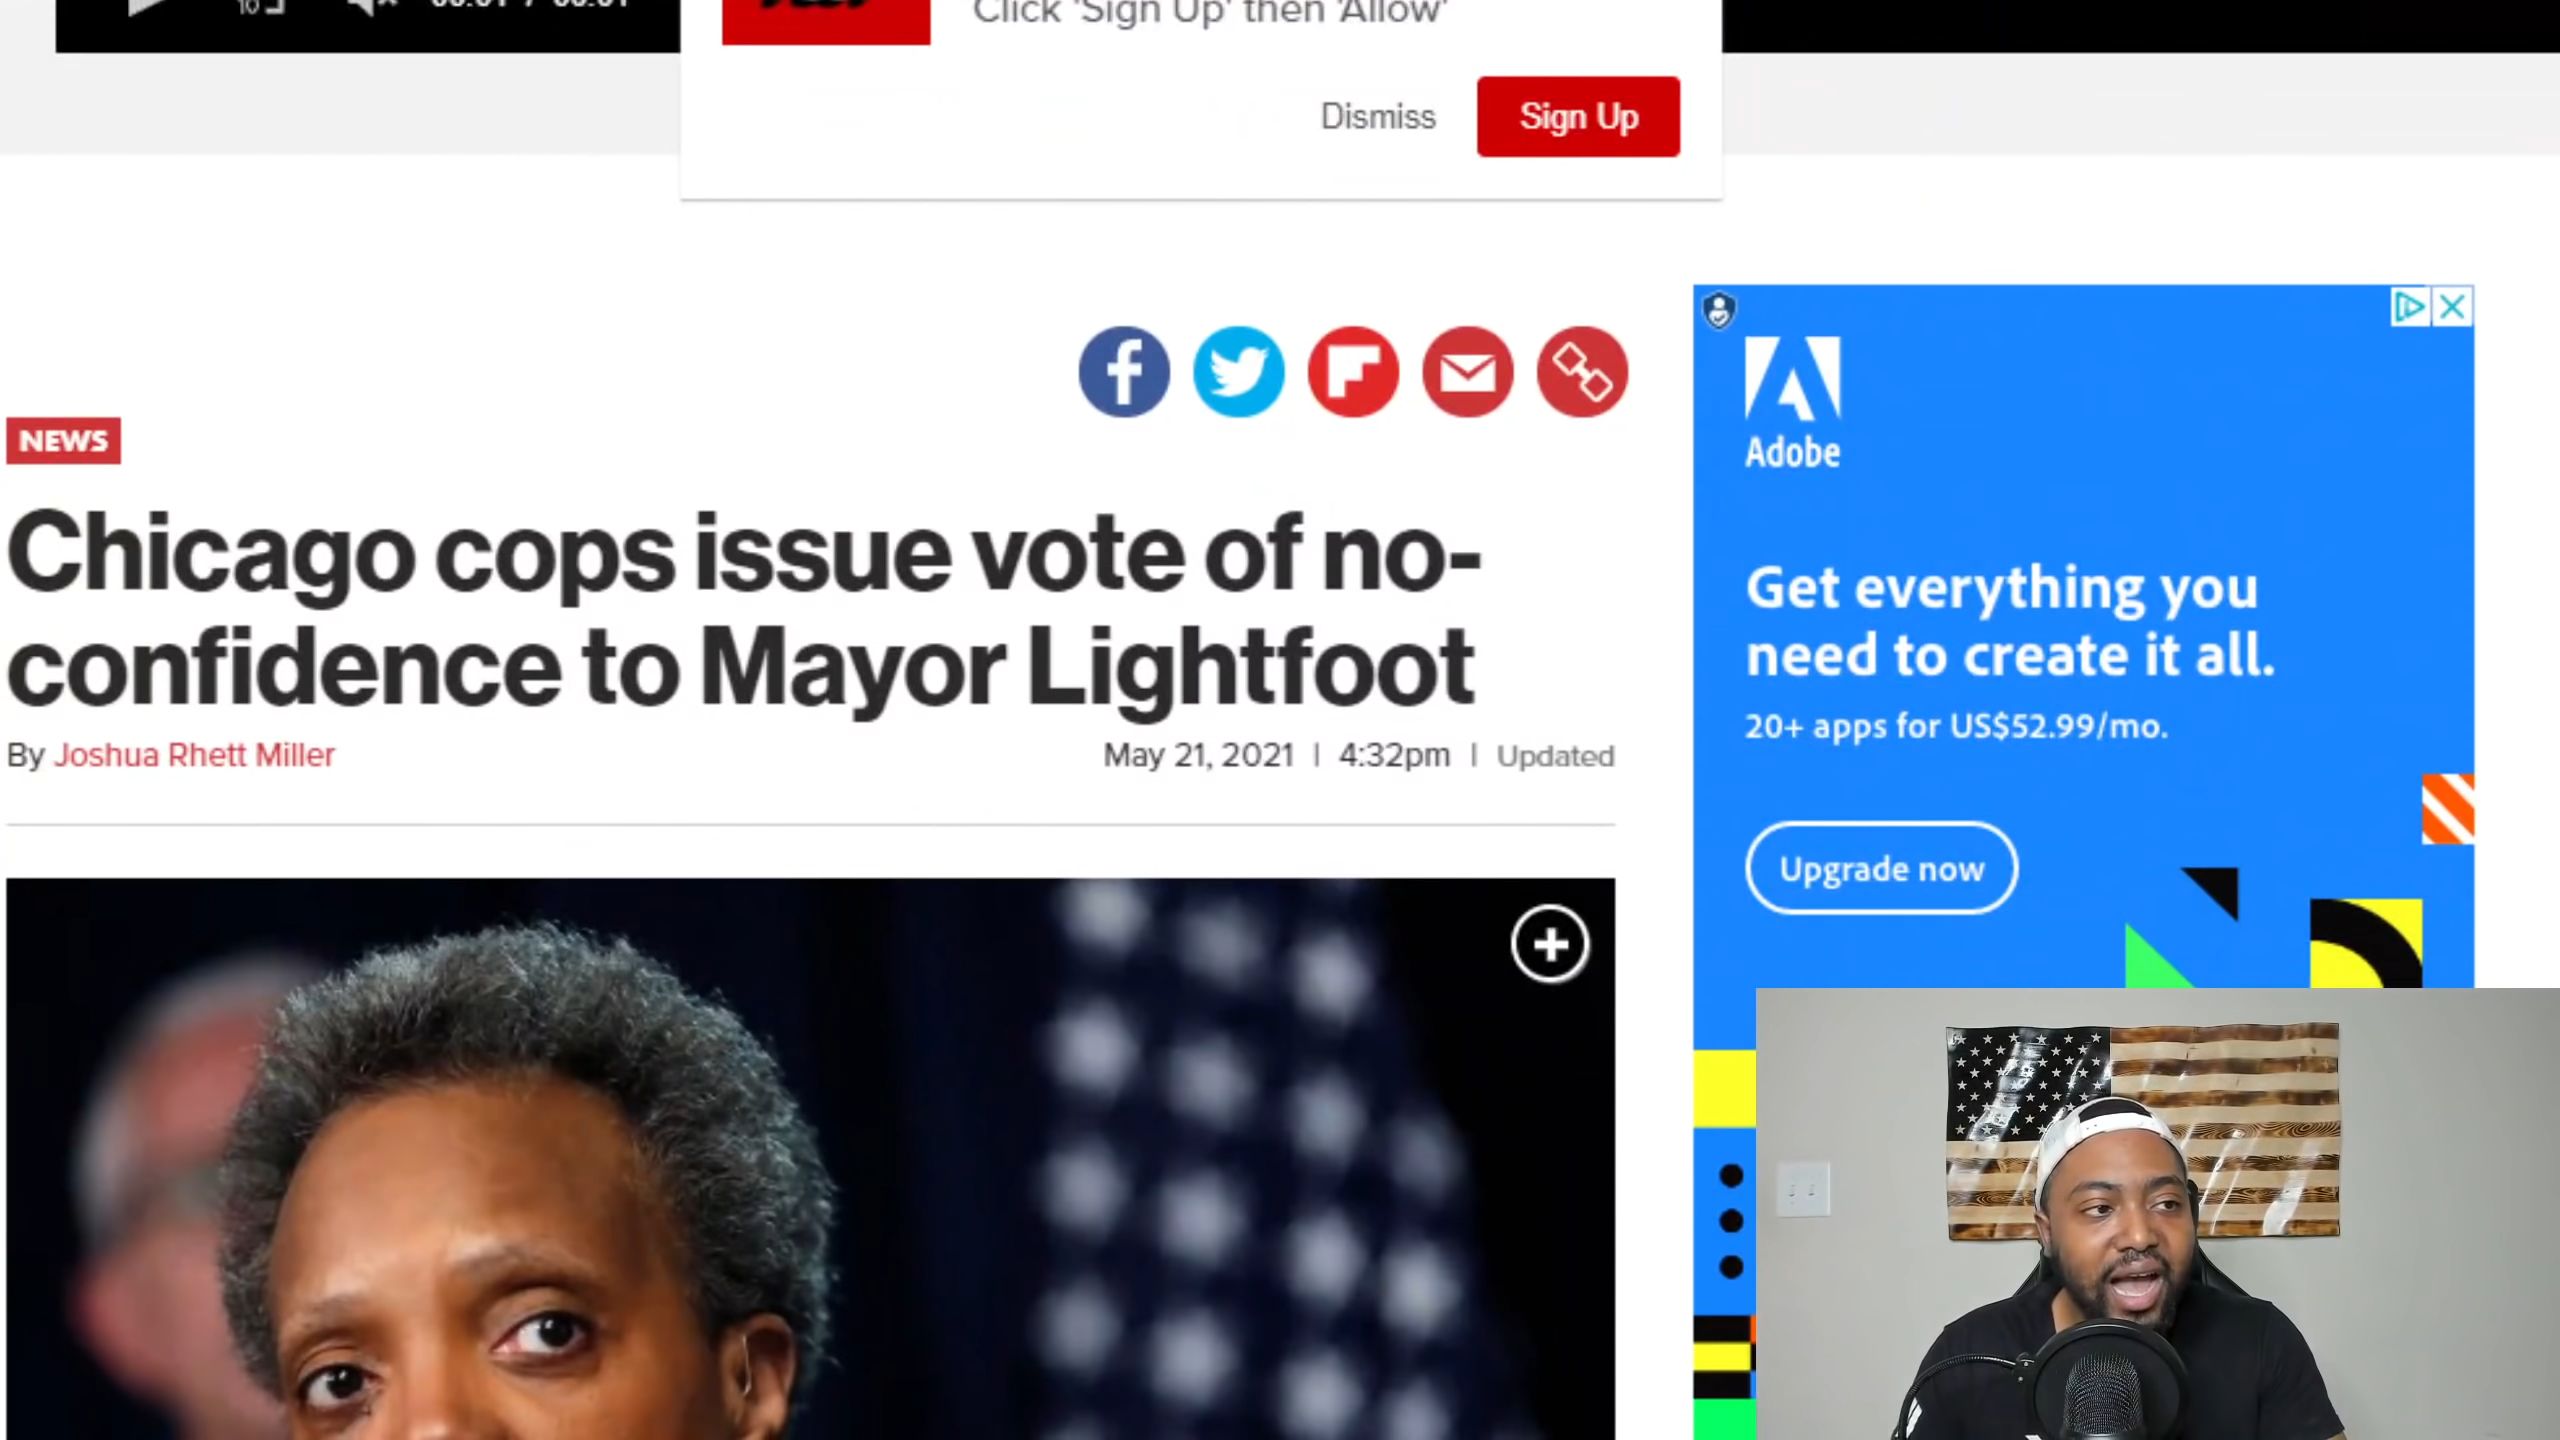 Click 'Sign Up' then 'Allow'
Dismiss
Sign Up
NEWS
Chicago cops issue vote of no-
confidence to Mayor Lightfoot
By Joshua Rhett Miller
May 21, 2021 | 4:32pm | Updated
Adobe
Get everything you
need to create it all.
20+ apps for US$52.99/mo.
Upgrade now